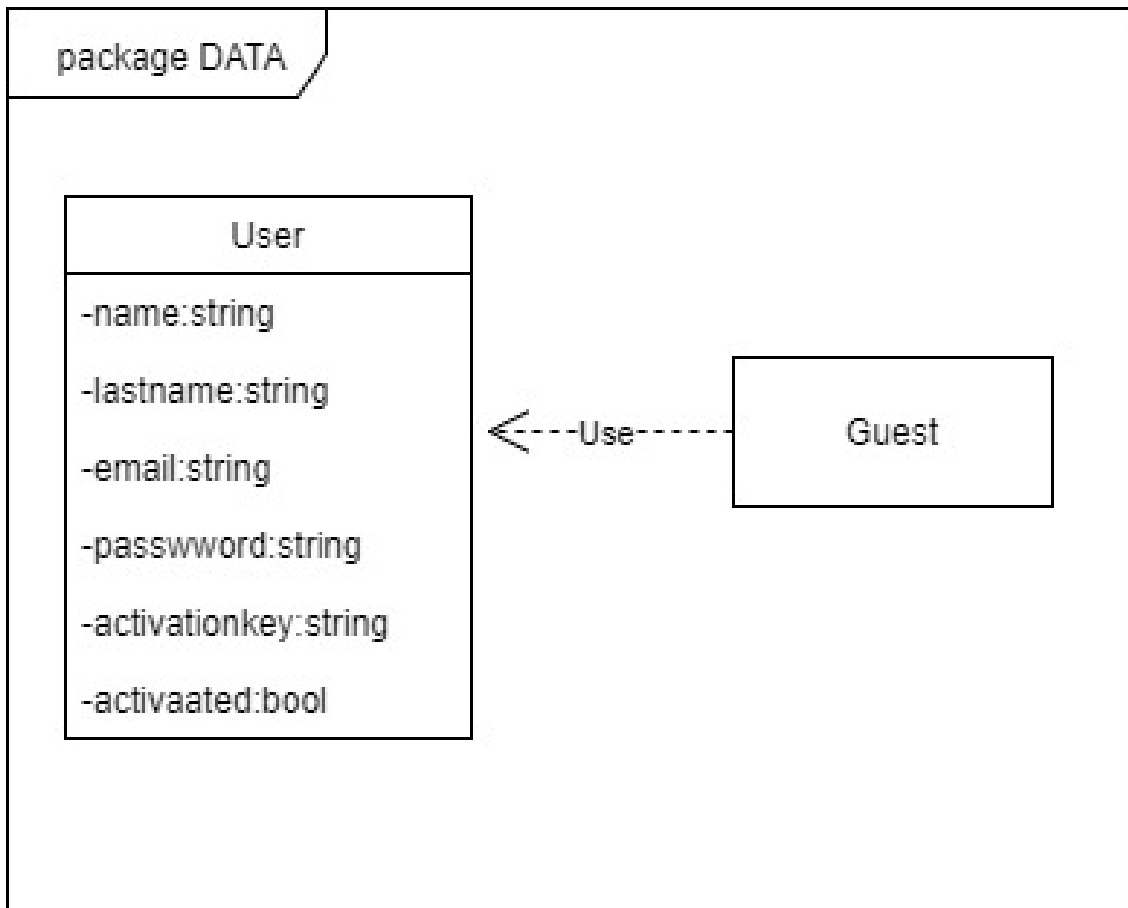 package DATA
User
-name:string
-lastname:string
-email:string
-passwword:string
-activationkey:string
-activaated:bool
Use
Guest